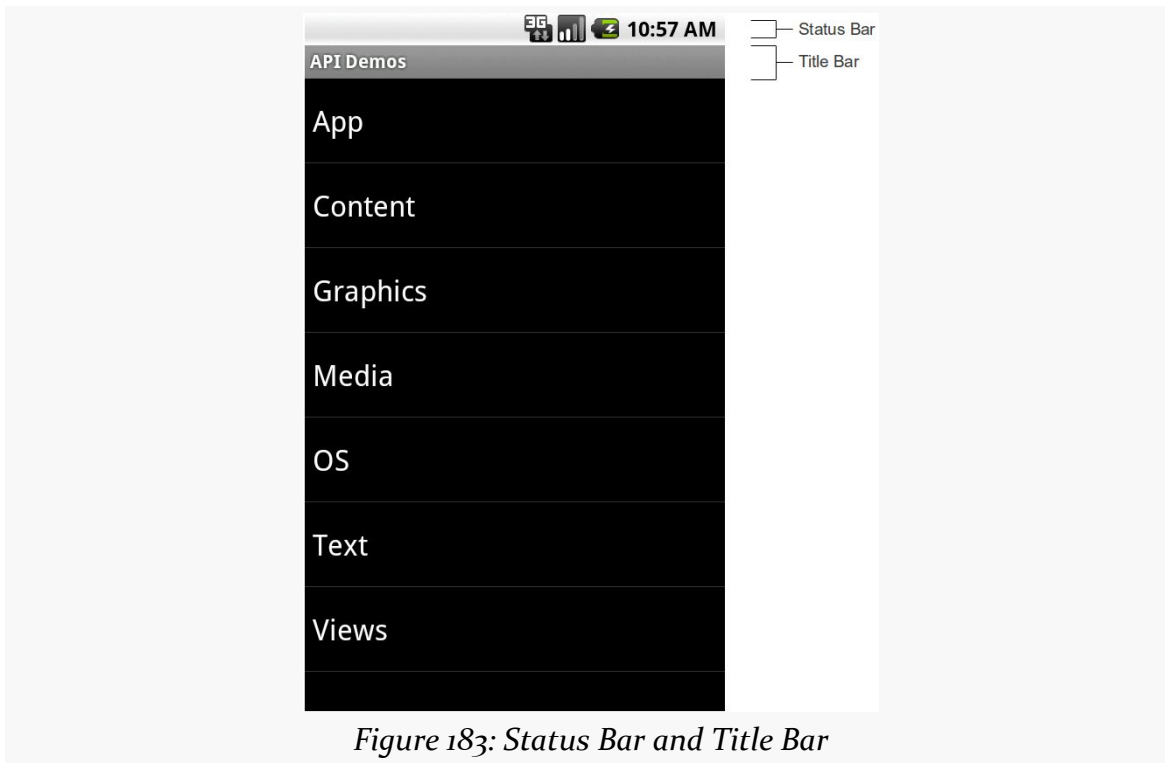 3G 10:57 AM
Status Bar
API Demos
Title Bar
App
Content
Graphics
Media
OS
Text
Views
Figure 183: Status Bar and Title Bar